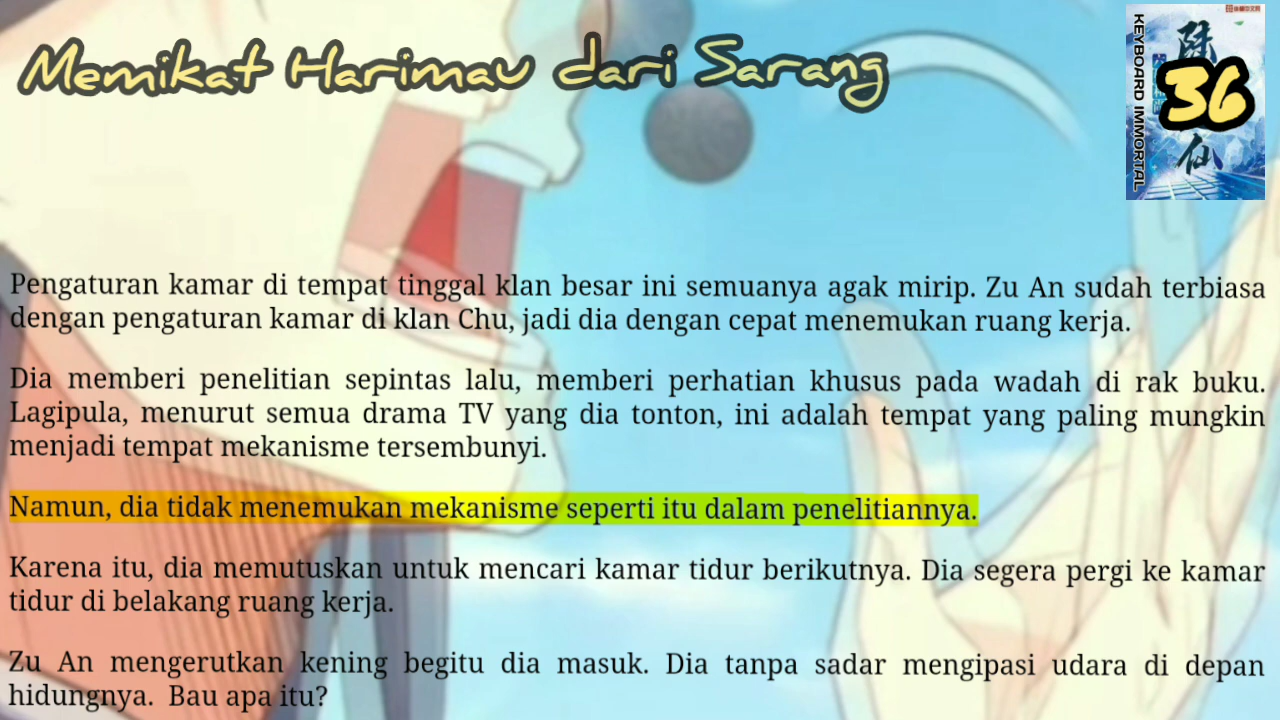 Memikat Harimau dari Sarang
KEYBOARD IMMORTAL
陸
36
仙
Pengaturan kamar di tempat tinggal klan besar ini semuanya agak mirip. Zu An sudah terbiasa
dengan pengaturan kamar di klan Chu, jadi dia dengan cepat menemukan ruang kerja.
Dia memberi penelitian sepintas lalu, memberi perhatian khusus pada wadah di rak buku.
Lagipula, menurut semua drama TV yang dia tonton, ini adalah tempat yang paling mungkin
menjadi tempat mekanisme tersembunyi.
Namun, dia tidak menemukan mekanisme seperti itu dalam penelitiannya.
Karena itu, dia memutuskan untuk mencari kamar tidur berikutnya. Dia segera pergi ke kamar
tidur di belakang ruang kerja.
Zu An mengerutkan kening begitu dia masuk. Dia tanpa sadar mengipasi udara di depan
hidungnya. Bau apa itu?